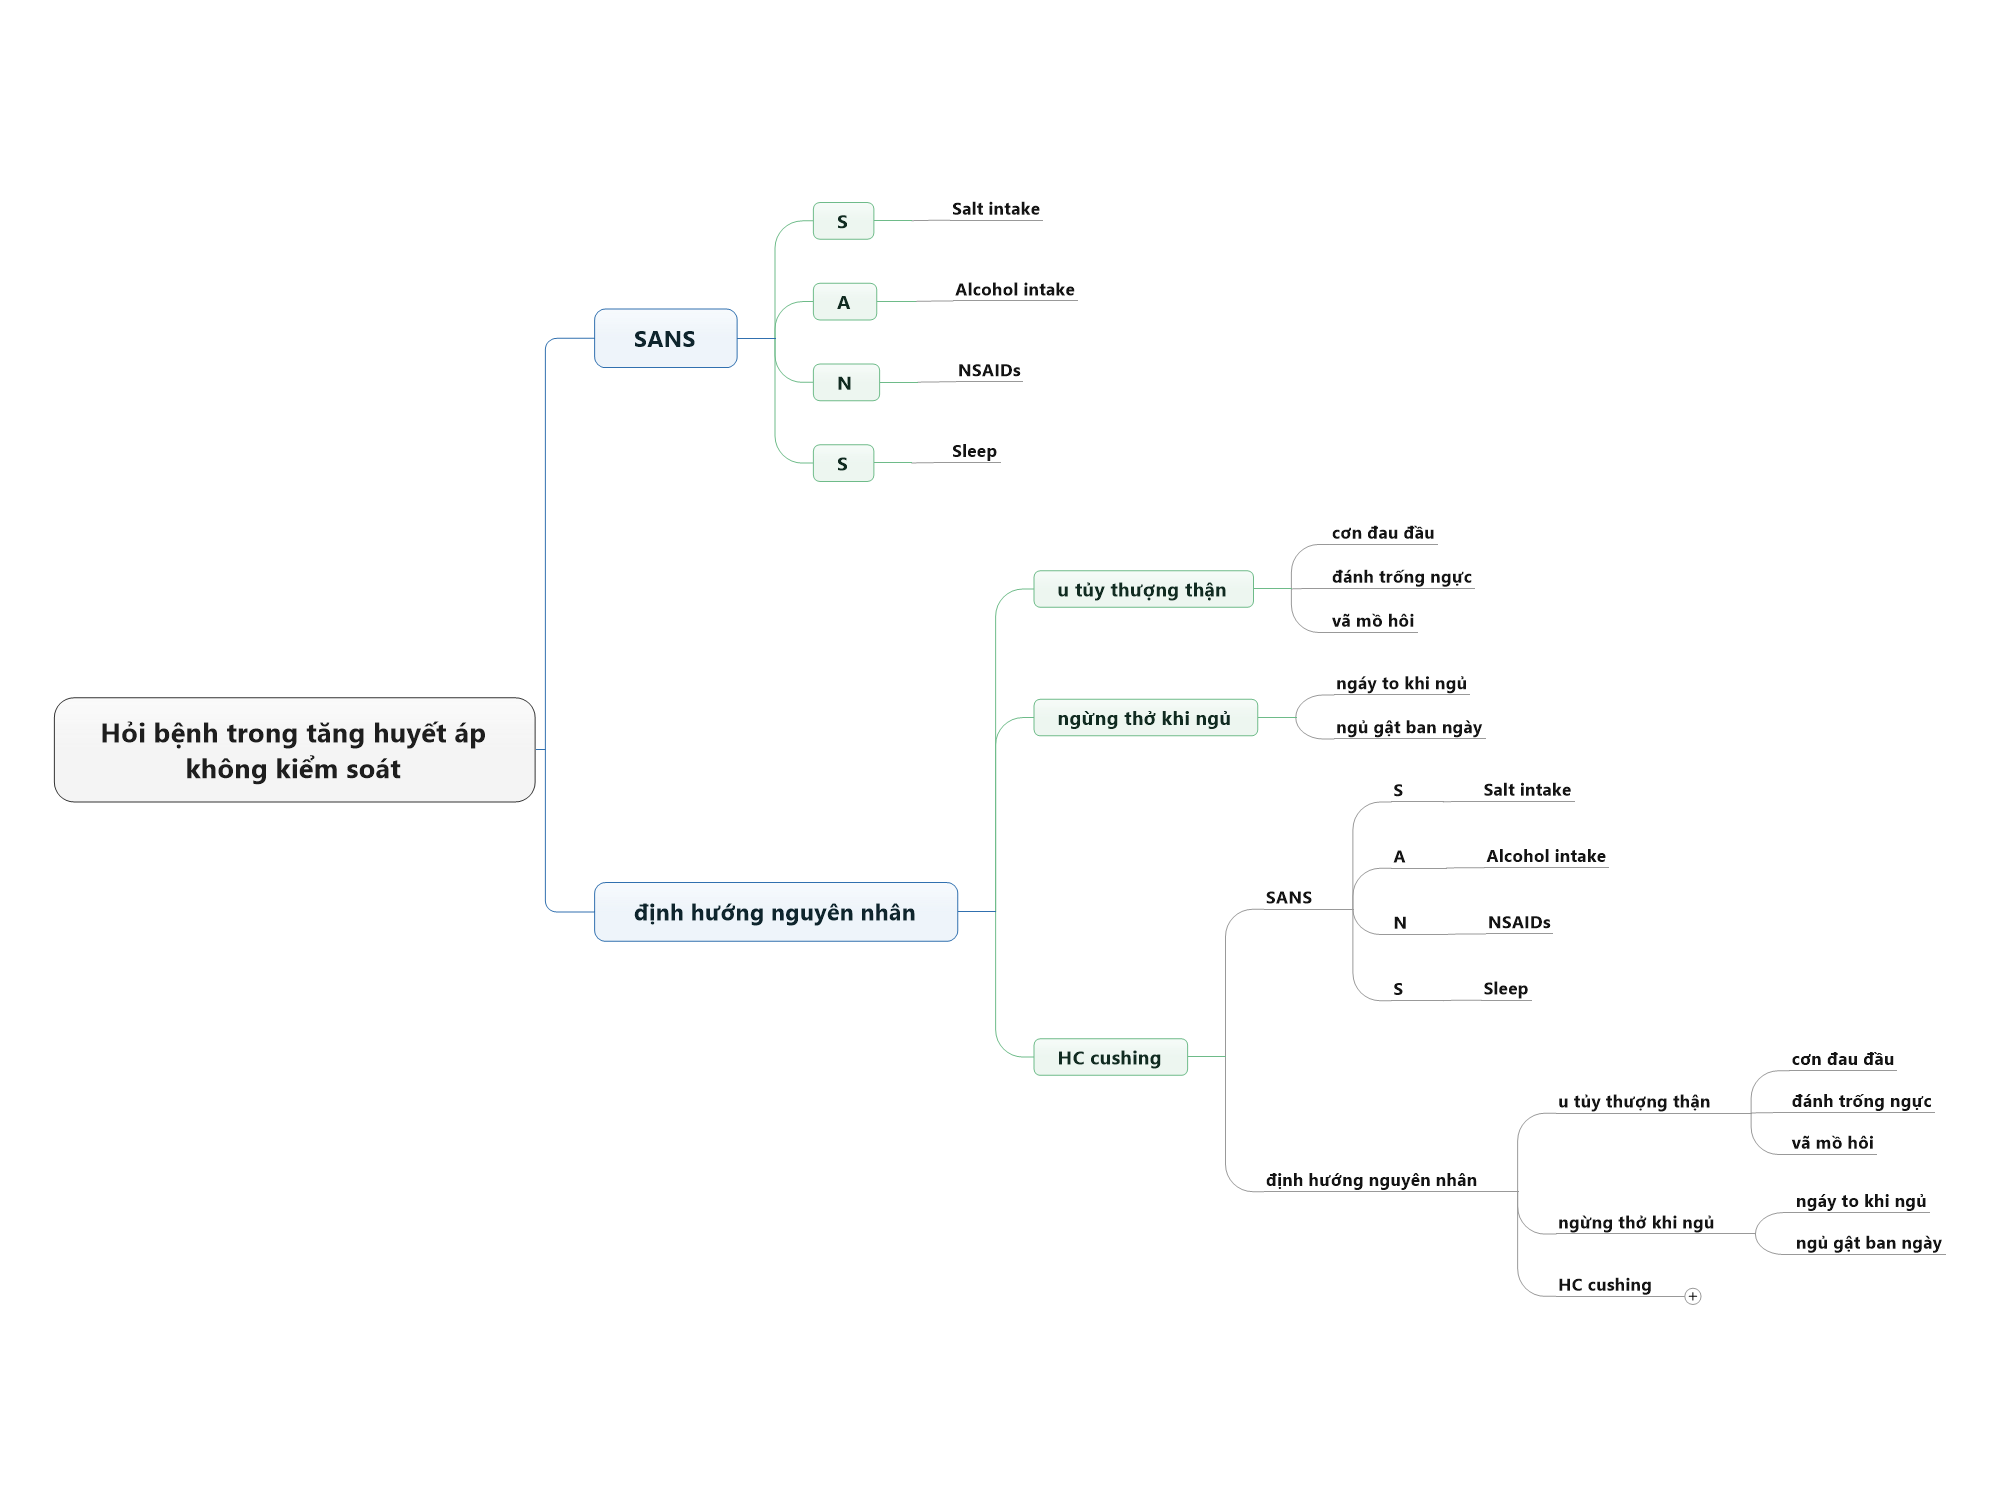 Hỏi bệnh trong tăng huyết áp
không kiểm soát
SANS
S
Salt intake
A
Alcohol intake
N
NSAIDs
S
Sleep
định hướng nguyên nhân
u tủy thượng thận
cơn đau đầu
đánh trống ngực
vã mồ hôi
ngừng thở khi ngủ
ngáy to khi ngủ
ngủ gật ban ngày
HC cushing
SANS
S
Salt intake
A
Alcohol intake
N
NSAIDs
S
Sleep
định hướng nguyên nhân
u tủy thượng thận
cơn đau đầu
đánh trống ngực
vã mồ hôi
ngừng thở khi ngủ
ngáy to khi ngủ
ngủ gật ban ngày
HC cushing